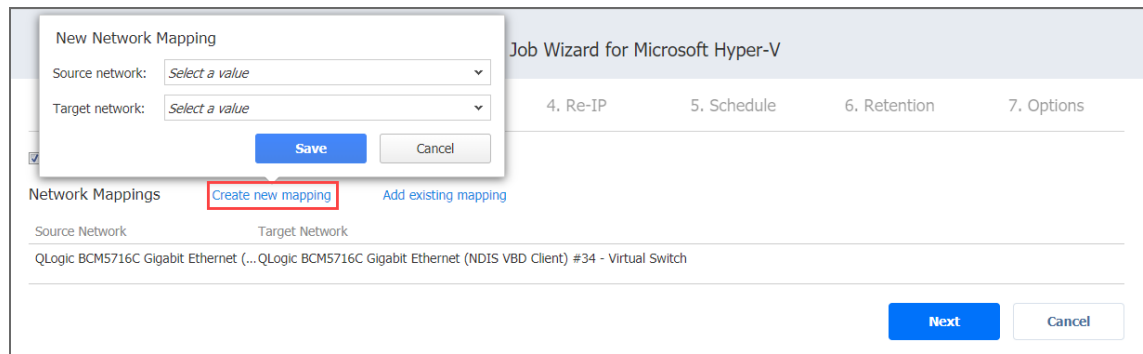 New Network Mapping
Job Wizard for Microsoft Hyper-V
Source network: Select a value
Target network: Select a value
4. Re-IP 5. Schedule 6. Retention 7. Options
Save Cancel
Network Mappings Create new mapping Add existing mapping
Source Network Target Network
QLogic BCM5716C Gigabit Ethernet (... QLogic BCM5716C Gigabit Ethernet (NDIS VBD Client) #34 - Virtual Switch
Next Cancel